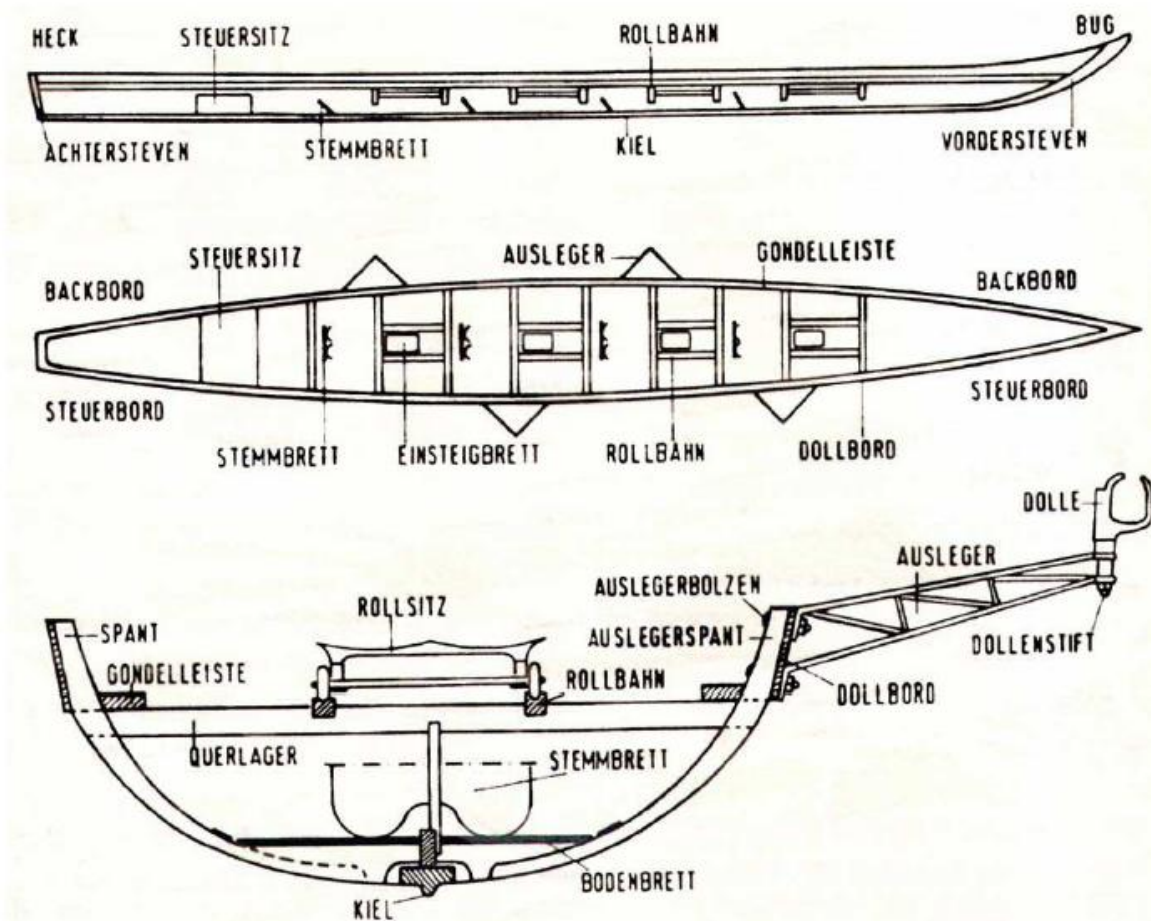 HECK
STEUERSITZ
ROLLBAHN
BUG
ACHTERSTEVEN
STEMMBRETT
KIEL
VORDERSTEVEN
STEUERSITZ
AUSLEGER
GONDELLEISTE
BACKBORD
BACKBORD
STEUERBORD
STEUERBORD
STEMMBRETT
EINSTEIGBRETT
ROLLBAHN
DOLLBORD
DOLLE
AUSLEGER
AUSLEGERBOLZEN
ROLLSITZ
SPANT
AUSLEGERSPANT
DOLLENSTIFT
GONDELLEISTE
ROLLBAHN
DOLLBORD
QUERLAGER
STEMMBRETT
BODENBRETT
KIEL